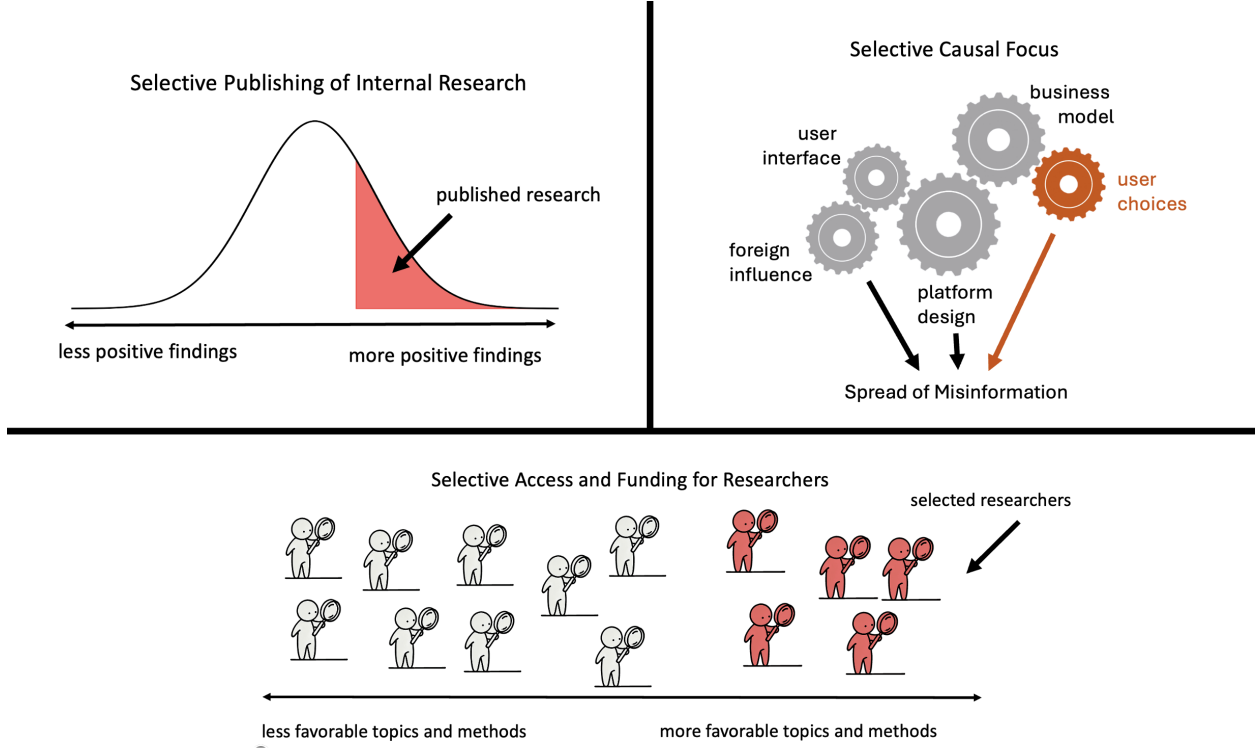 Selective Publishing of Internal Research
published research
less positive findings
more positive findings
Selective Causal Focus
business
model
user
interface
user
choices
foreign
influence
platform
design
Spread of Misinformation
Selective Access and Funding for Researchers
selected researchers
less favorable topics and methods
more favorable topics and methods